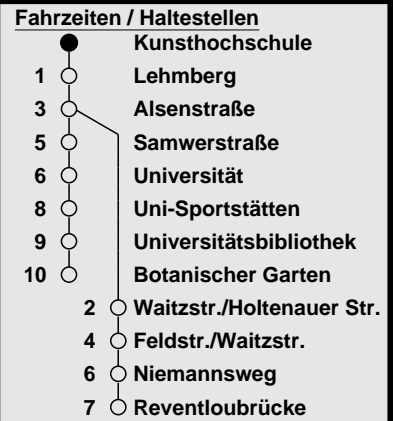 Fahrzeiten / Haltestellen
Kunsthochschule
1 Lehmberg
3 Alsenstraße
5 Samwerstraße
6 Universität
8 Uni-Sportstätten
9 Universitätsbibliothek
10 Botanischer Garten
2 Waitzstr./Holtenauer Str.
4 Feldstr./Waitzstr.
6 Niemannsweg
7 Reventloubrücke